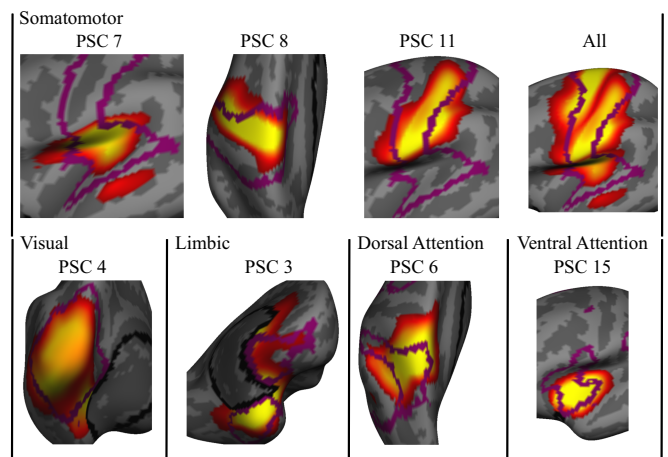 Somatomotor
PSC 7 PSC 8 PSC 11 All
Visual Limbic Dorsal Attention Ventral Attention
PSC 4 PSC 3 PSC 6 PSC 15